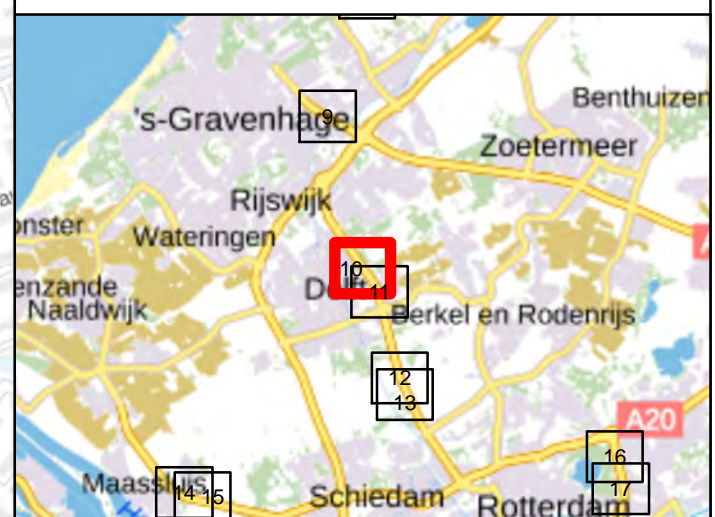 Benthuizen
9
's-Gravenhage
Zoetermeer
Rijswijk
onster
Wateringen
10
enzande
Delft
11
Naaldwijk
Berkel en Rodenrijs
12
13
A20
16
Maassluis
14
15
17
Schiedam
Rotterdam